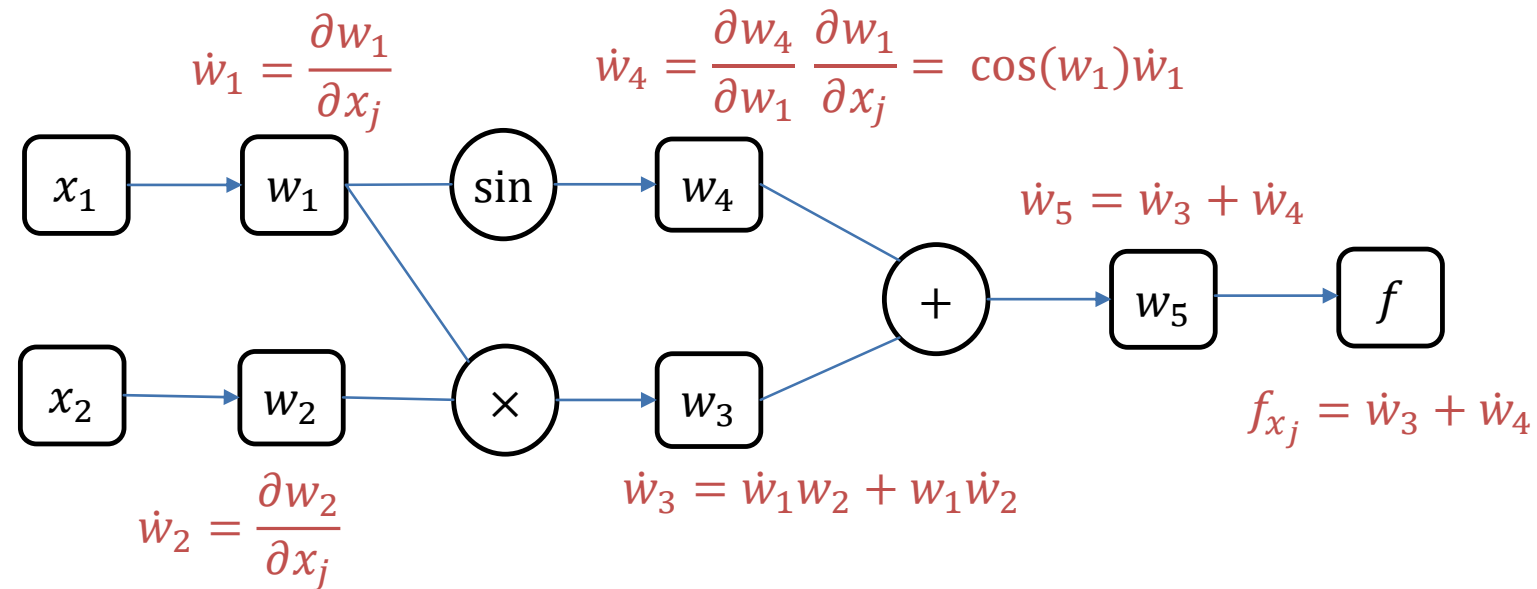 ẇ₁ = ∂w₁/∂xⱼ
ẇ₄ = ∂w₄/∂w₁ ∂w₁/∂xⱼ = cos(w₁)ẇ₁
x₁
w₁
sin
w₄
ẇ₅ = ẇ₃ + ẇ₄
+
w₅
f
x₂
w₂
×
w₃
f_{xⱼ} = ẇ₃ + ẇ₄
ẇ₂ = ∂w₂/∂xⱼ
ẇ₃ = ẇ₁w₂ + w₁ẇ₂